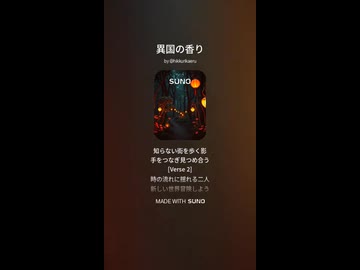 異国の香り
SUNO
知らない街を歩く影
手をつなぎ見つめ合う
[Verse 2]
時の流れに揺れる二人
新しい世界冒険しよう
MADE WITH SUNO